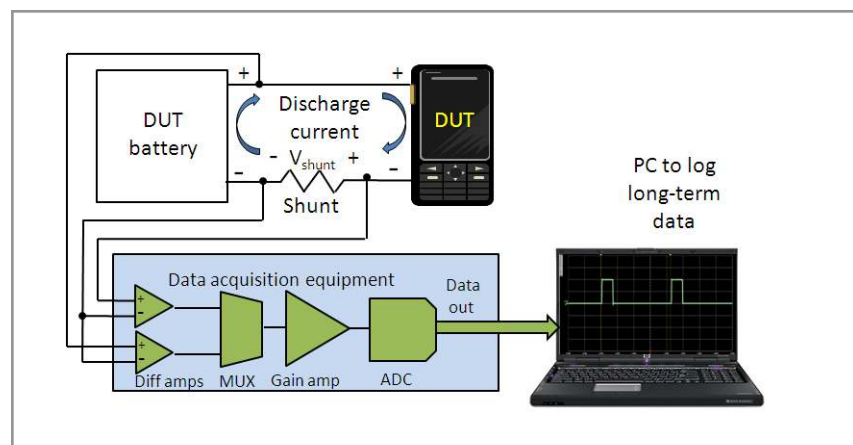 +
+
DUT
battery
Discharge
current
DUT
-
- V_shunt +
-
Shunt
PC to log
long-term
data
Data acquisition equipment
Data
out
+
-
+
-
Diff amps
MUX
Gain amp
ADC